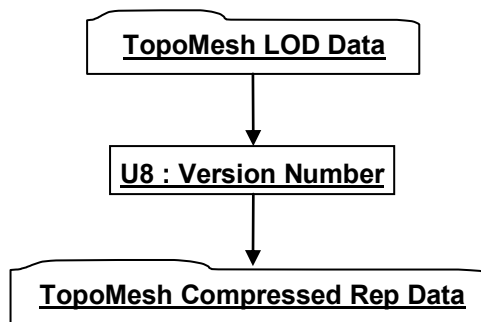 TopoMesh LOD Data
U8 : Version Number
TopoMesh Compressed Rep Data